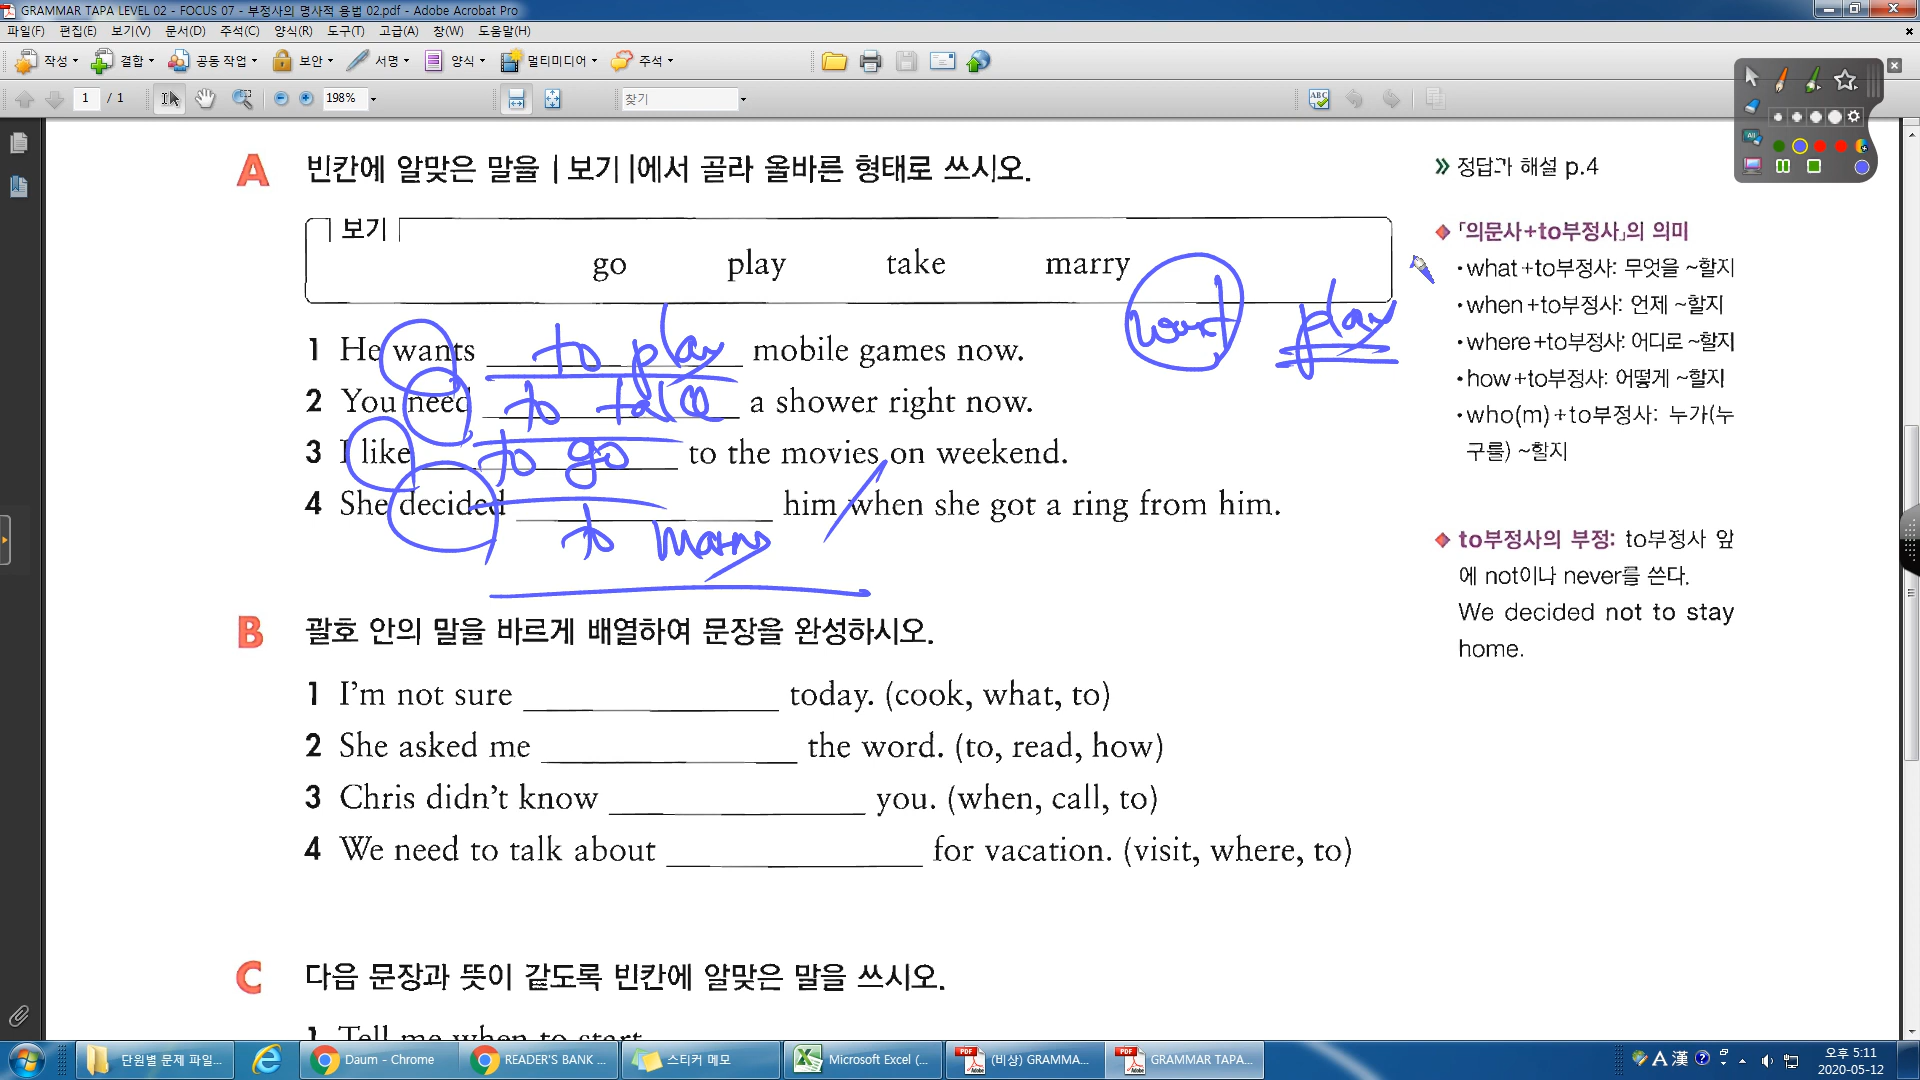 GRAMMAR TAPA LEVEL 02 - FOCUS 07 - 부정사의 명사적 용법 02.pdf - Adobe Acrobat Pro
파일(F) 편집(E) 보기(V) 문서(D) 주석(C) 양식(R) 도구(T) 고급(A) 창(W) 도움말(H)
작성 결합 공동 작업 보안 서명 양식 멀티미디어 주석
1 / 1 198% 찾기
A 빈칸에 알맞은 말을 | 보기 |에서 골라 올바른 형태로 쓰시오.
보기
go play take marry
want play
1 He wants to play mobile games now.
2 You need to take a shower right now.
3 I like to go to the movies on weekend.
4 She decided to marry him when she got a ring from him.
B 괄호 안의 말을 바르게 배열하여 문장을 완성하시오.
1 I'm not sure ____ today. (cook, what, to)
2 She asked me ____ the word. (to, read, how)
3 Chris didn't know ____ you. (when, call, to)
4 We need to talk about ____ for vacation. (visit, where, to)
C 다음 문장과 뜻이 같도록 빈칸에 알맞은 말을 쓰시오.
1 Tell me when to start.
» 정답과 해설 p.4
「의문사+to부정사」의 의미
•what+to부정사: 무엇을 ~할지
•when+to부정사: 언제 ~할지
•where+to부정사: 어디로 ~할지
•how+to부정사: 어떻게 ~할지
•who(m)+to부정사: 누가(누
구를) ~할지
to부정사의 부정: to부정사 앞
에 not이나 never를 쓴다.
We decided not to stay
home.
단원별 문제 파일... Daum - Chrome READER'S BANK ... 스티커 메모 Microsoft Excel (... (비상) GRAMMA... GRAMMAR TAPA... A 漢 오후 5:11
2020-05-12